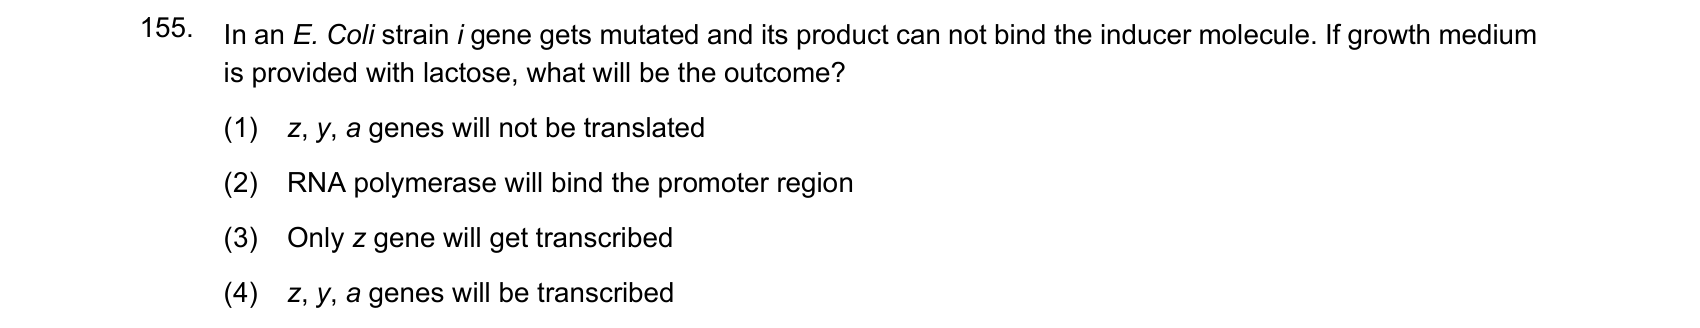 155. In an E. Coli strain i gene gets mutated and its product can not bind the inducer molecule. If growth medium
is provided with lactose, what will be the outcome?
(1) z, y, a genes will not be translated
(2) RNA polymerase will bind the promoter region
(3) Only z gene will get transcribed
(4) z, y, a genes will be transcribed